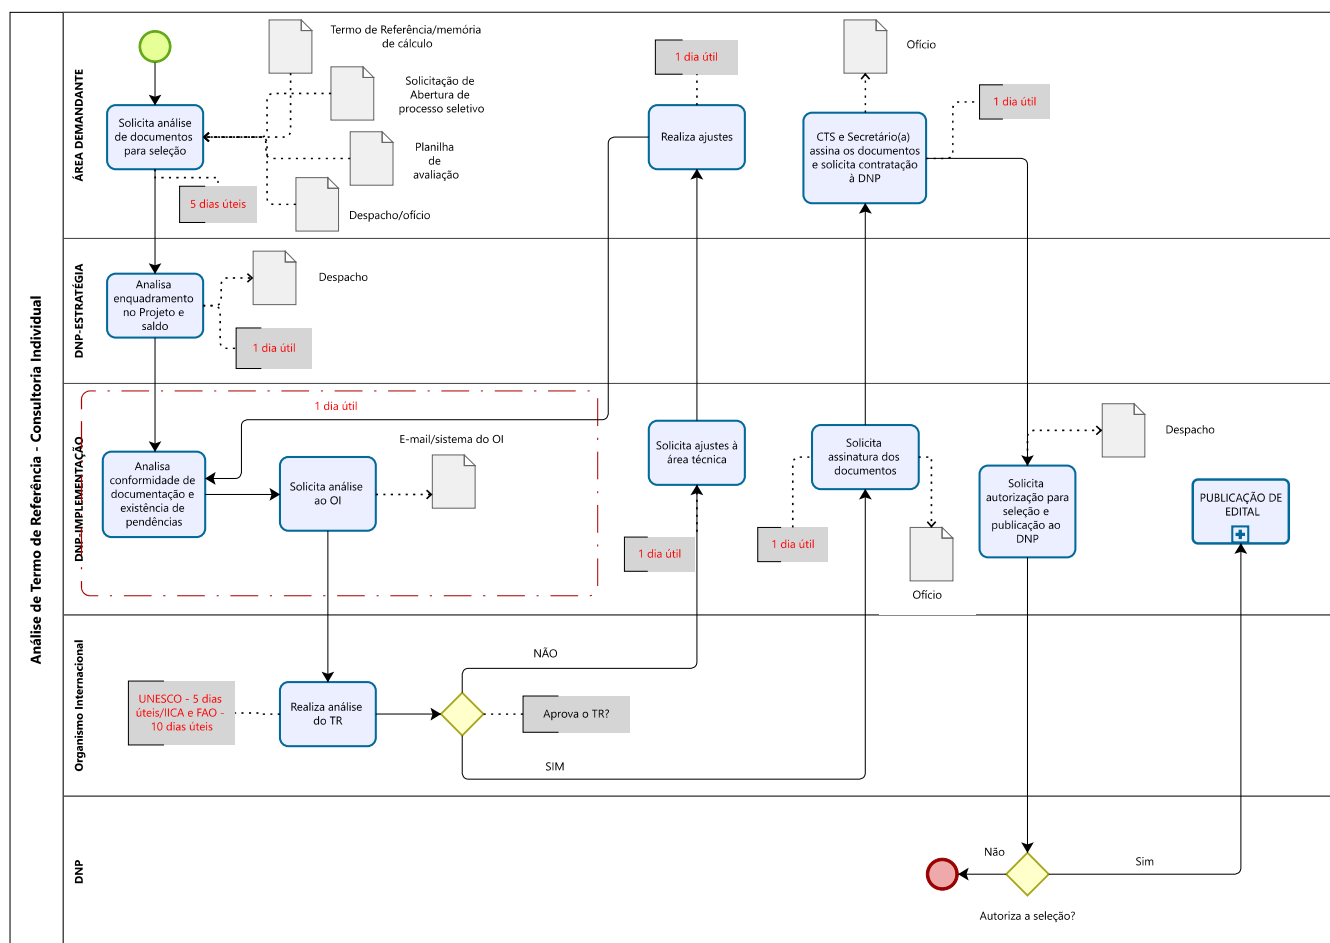 Análise de Termo de Referência - Consultoria Individual
ÁREA DEMANDANTE
Solicita análise
de documentos
para seleção
5 dias úteis
Termo de Referência/memória
de cálculo
Solicitação de
Abertura de
processo seletivo
Planilha
de
avaliação
Despacho/ofício
1 dia útil
Realiza ajustes
Ofício
CTS e Secretário(a)
assina os documentos
e solicita contratação
à DNP
1 dia útil
DNP-ESTRATÉGIA
Analisa
enquadramento
no Projeto e
saldo
Despacho
1 dia útil
DNP-IMPLEMENTAÇÃO
1 dia útil
Analisa
conformidade de
documentação e
existência de
pendências
Solicita análise
ao OI
E-mail/sistema do OI
Solicita ajustes à
área técnica
1 dia útil
Solicita
assinatura dos
documentos
1 dia útil
Ofício
Solicita
autorização para
seleção e
publicação ao
DNP
Despacho
PUBLICAÇÃO DE
EDITAL
Organismo Internacional
UNESCO - 5 dias
úteis/IICA e FAO -
10 dias úteis
Realiza análise
do TR
NÃO
Aprova o TR?
SIM
DNP
Não
Sim
Autoriza a seleção?